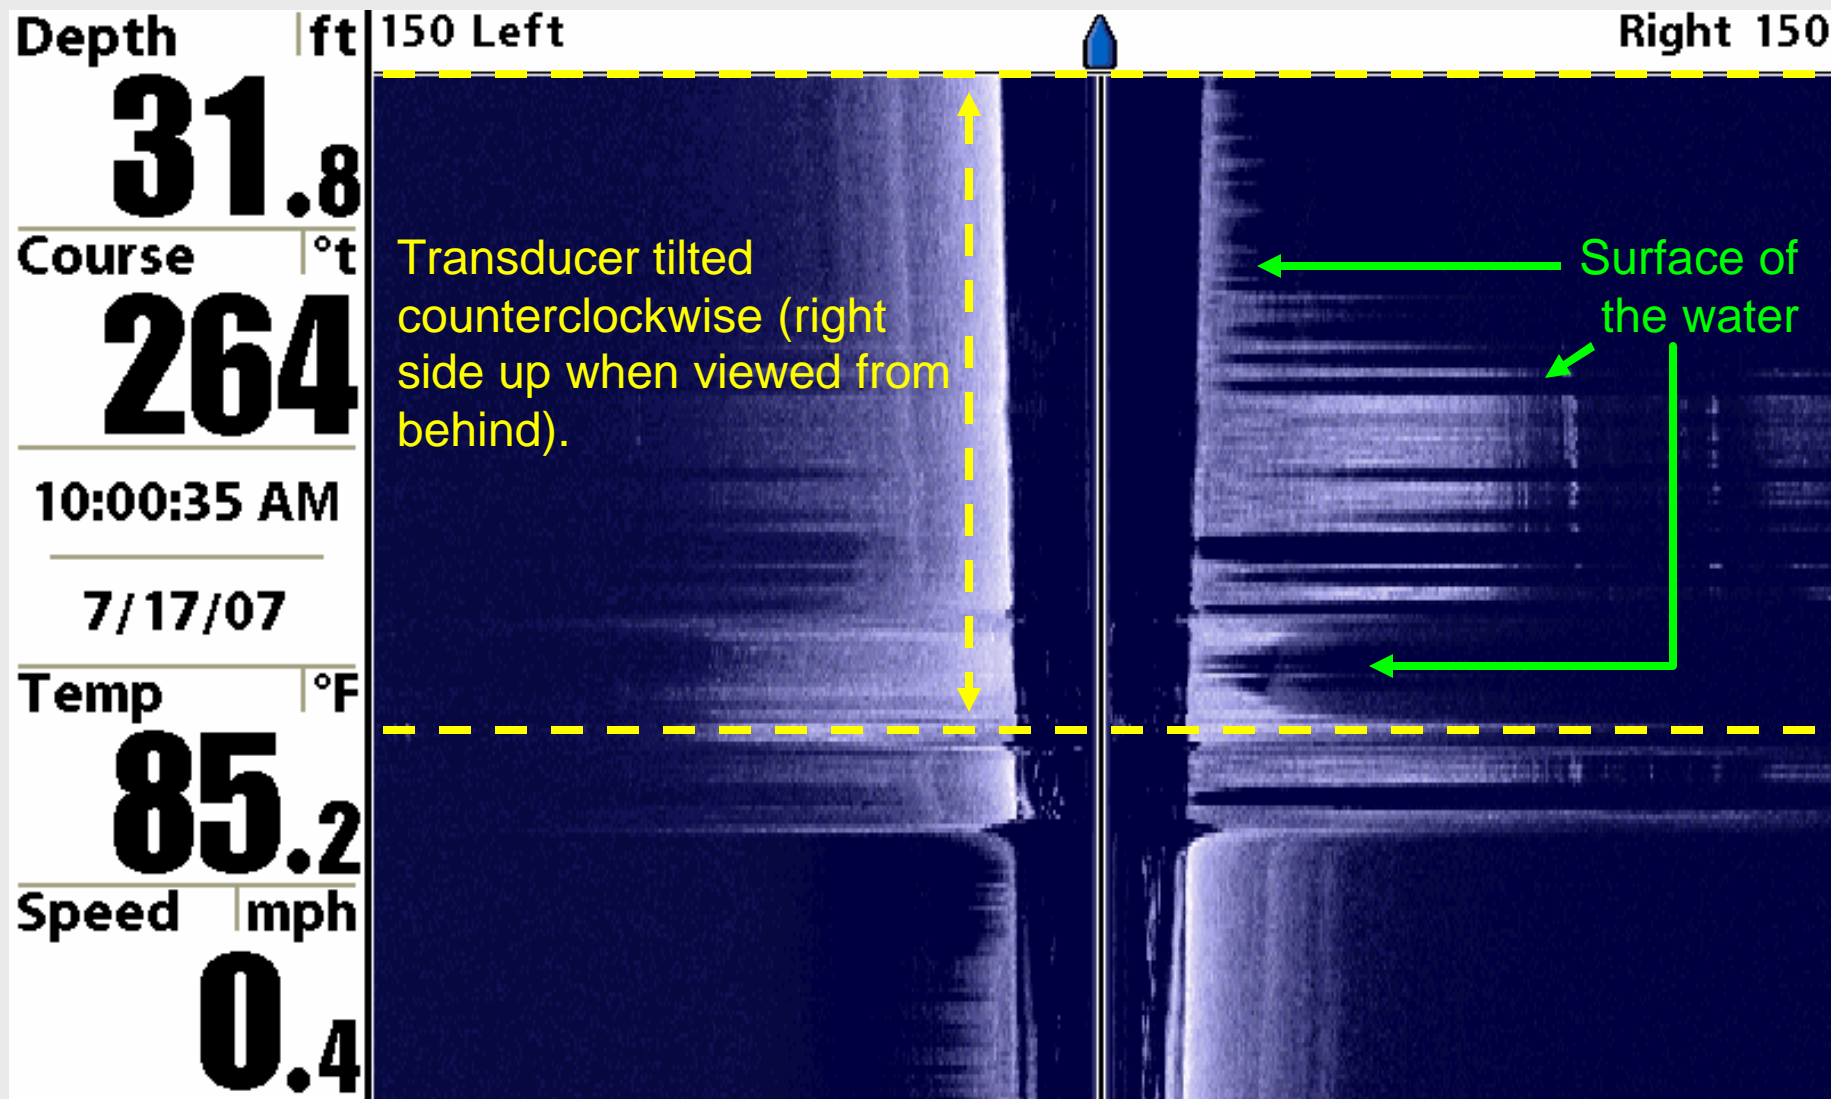 Depth ft
31.8
Course °t
264
10:00:35 AM
7/17/07
Temp °F
85.2
Speed mph
0.4
150 Left
Right 150
Transducer tilted
counterclockwise (right
side up when viewed from
behind).
Surface of
the water